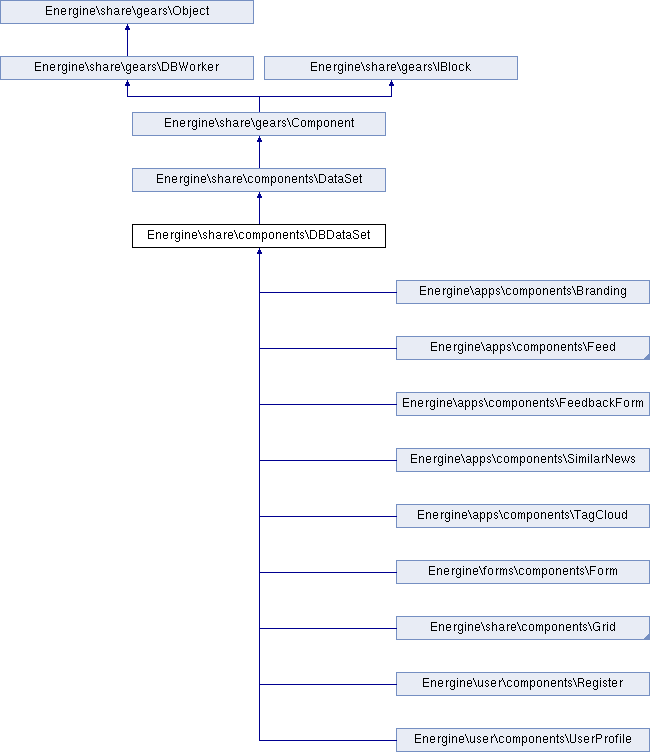 Energine\share\gears\Object
Energine\share\gears\DBWorker
Energine\share\gears\IBlock
Energine\share\gears\Component
Energine\share\components\DataSet
Energine\share\components\DBDataSet
Energine\apps\components\Branding
Energine\apps\components\Feed
Energine\apps\components\FeedbackForm
Energine\apps\components\SimilarNews
Energine\apps\components\TagCloud
Energine\forms\components\Form
Energine\share\components\Grid
Energine\user\components\Register
Energine\user\components\UserProfile